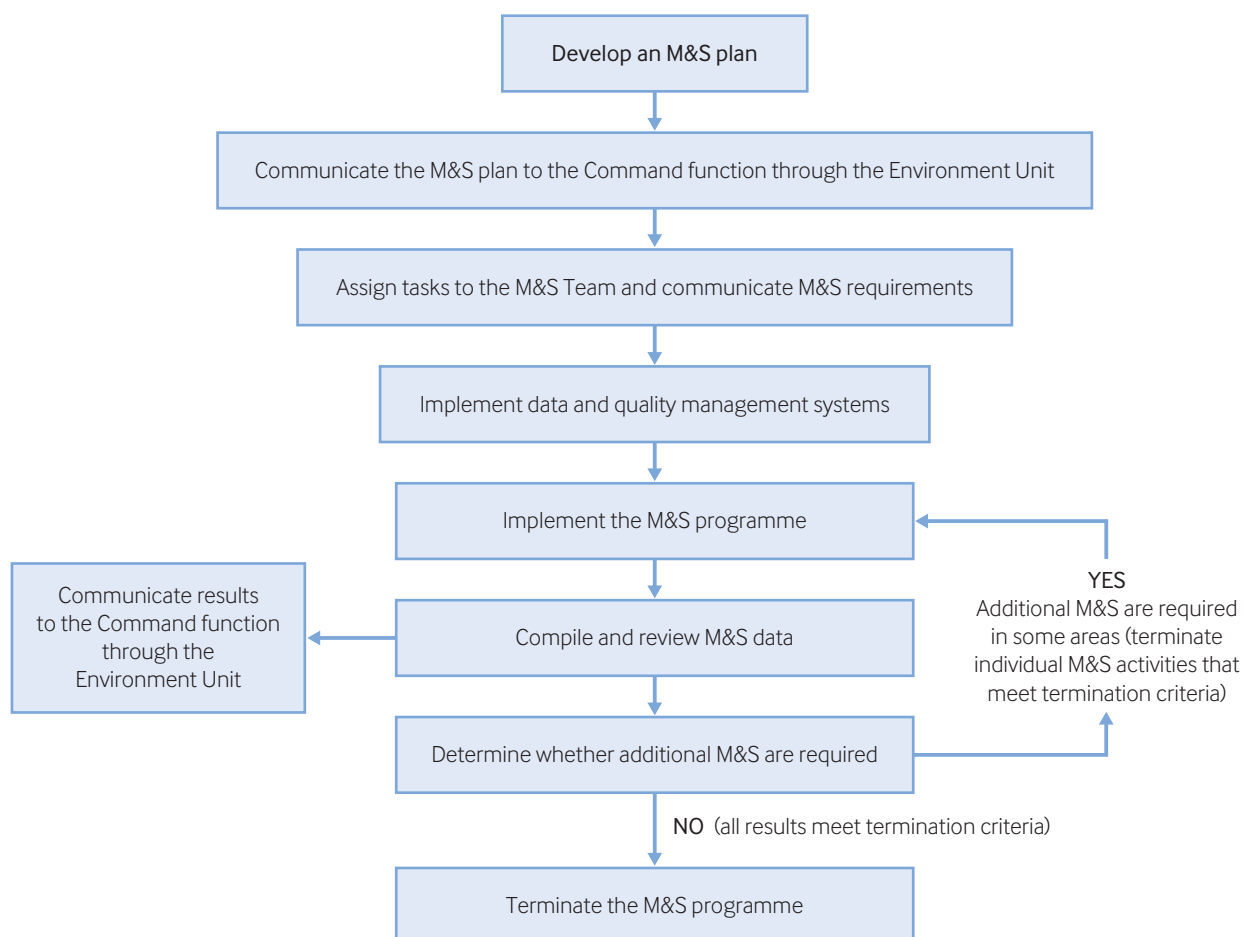 Develop an M&S plan
Communicate the M&S plan to the Command function through the Environment Unit
Assign tasks to the M&S Team and communicate M&S requirements
Implement data and quality management systems
Implement the M&S programme
Communicate results
to the Command function
through the
Environment Unit
Compile and review M&S data
YES
Additional M&S are required
in some areas (terminate
individual M&S activities that
meet termination criteria)
Determine whether additional M&S are required
NO (all results meet termination criteria)
Terminate the M&S programme